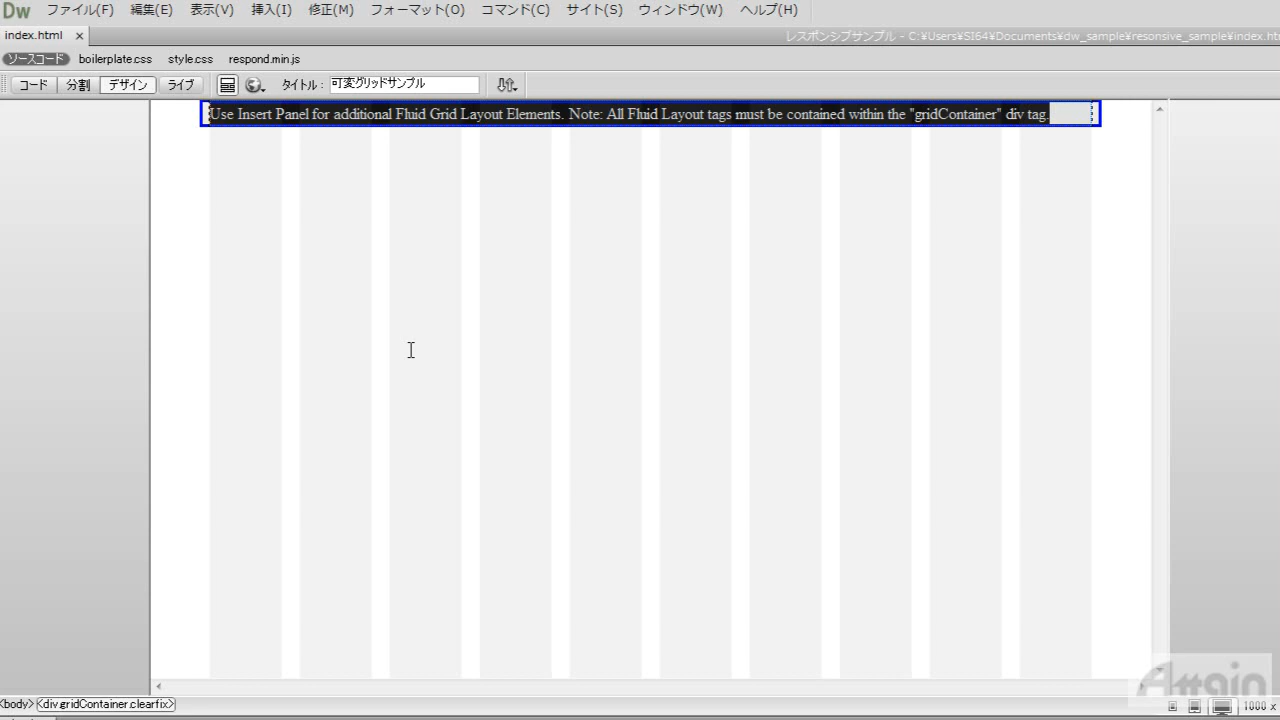 Dw ファイル(F) 編集(E) 表示(V) 挿入(I) 修正(M) フォーマット(O) コマンド(C) サイト(S) ウィンドウ(W) ヘルプ(H)
index.html × レスポンシブサンプル - C:¥Users¥SI64¥Documents¥dw_sample¥resonsive_sample¥index.htm
ソースコード boilerplate.css style.css respond.min.js
コード 分割 デザイン ライブ タイトル : 可変グリッドサンプル
Use Insert Panel for additional Fluid Grid Layout Elements. Note: All Fluid Layout tags must be contained within the "gridContainer" div tag.
Attain
<body> <div.gridContainer.clearfix> 1000 x